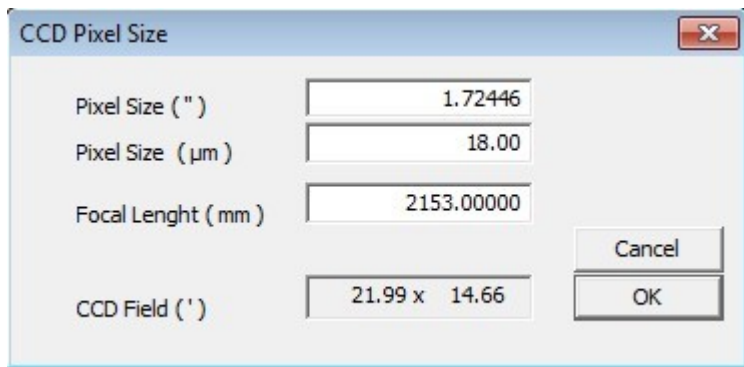 CCD Pixel Size
Pixel Size ( " ) 1.72446
Pixel Size ( µm ) 18.00
Focal Lenght ( mm ) 2153.00000
Cancel
CCD Field ( ' ) 21.99 x 14.66 OK